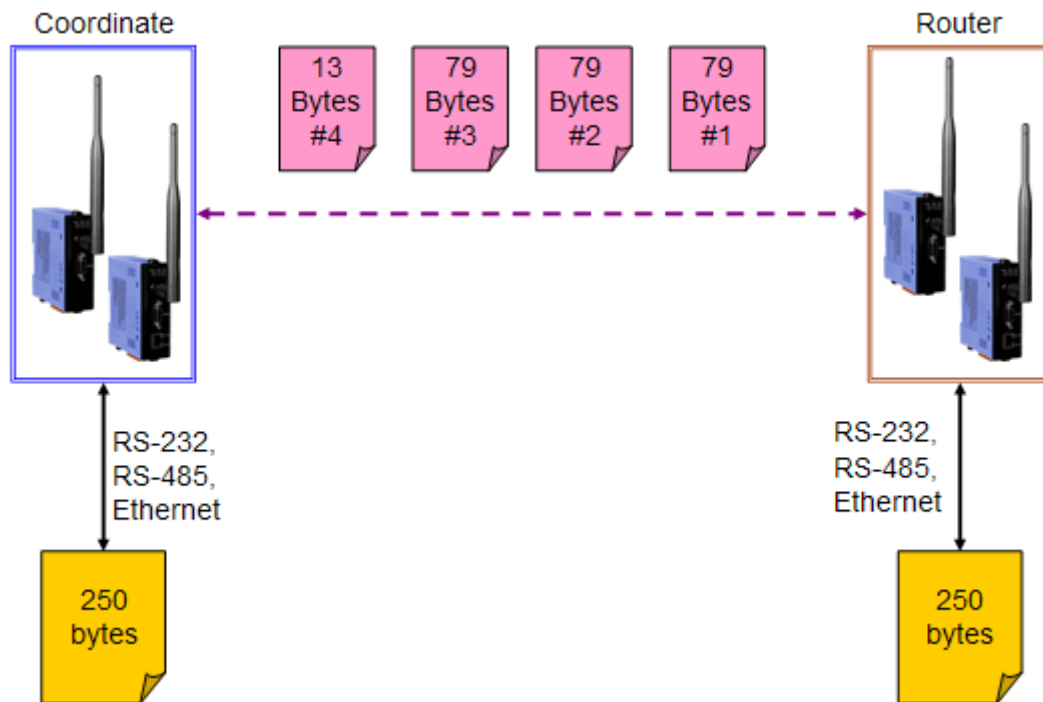 Coordinate
Router
13
Bytes
#4
79
Bytes
#3
79
Bytes
#2
79
Bytes
#1
RS-232,
RS-485,
Ethernet
RS-232,
RS-485,
Ethernet
250
bytes
250
bytes